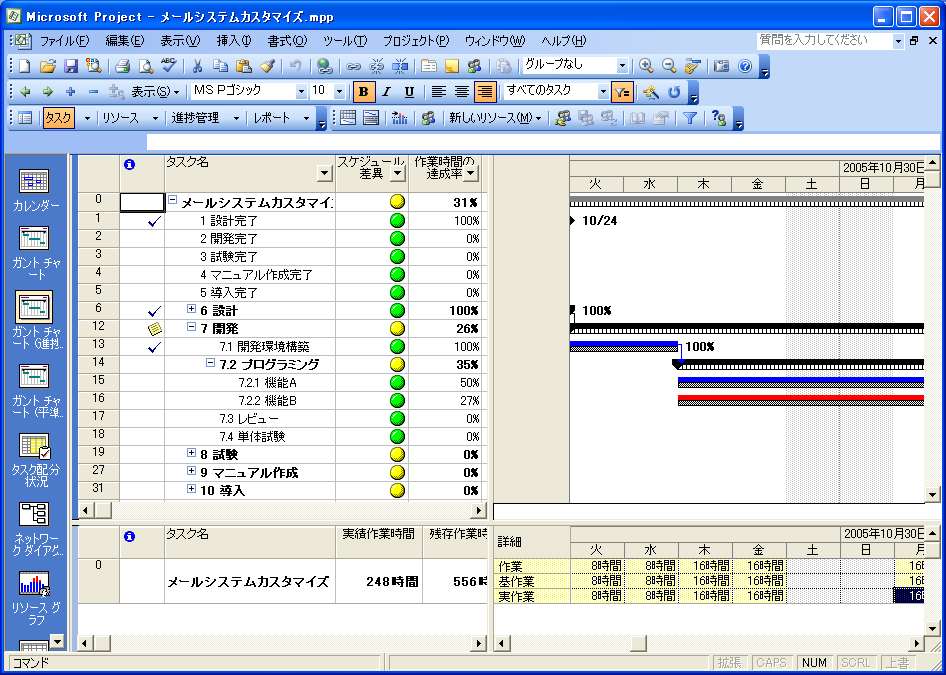 Microsoft Project - メールシステムカスタマイズ.mpp
ファイル(F) 編集(E) 表示(V) 挿入(I) 書式(O) ツール(T) プロジェクト(P) ウィンドウ(W) ヘルプ(H) 質問を入力してください
グループなし
表示(S) MS Pゴシック 10 B I U すべてのタスク
タスク リソース 進捗管理 レポート 新しいリソース(M)
カレンダー
ガント チャート
ガント チャート (進捗..
ガント チャート (平準..
タスク配分状況
ネットワーク ダイアグ..
リソース グラフ
タスク名 スケジュール差異 作業時間の達成率 2005年10月30日
火 水 木 金 土 日 月
0 メールシステムカスタマイ 31%
1 1 設計完了 100% 10/24
2 2 開発完了 0%
3 3 試験完了 0%
4 4 マニュアル作成完了 0%
5 5 導入完了 0%
6 6 設計 100% 100%
12 7 開発 26%
13 7.1 開発環境構築 100% 100%
14 7.2 プログラミング 35%
15 7.2.1 機能A 50%
16 7.2.2 機能B 27%
17 7.3 レビュー 0%
18 7.4 単体試験 0%
19 8 試験 0%
27 9 マニュアル作成 0%
31 10 導入 0%
タスク名 実績作業時間 残存作業時 詳細 2005年10月30日
火 水 木 金 土 日 月
0 メールシステムカスタマイズ 248時間 556時
作業 8時間 8時間 16時間 16時間 16
基作業 8時間 8時間 16時間 16時間 16
実作業 8時間 8時間 16時間 16時間 16
コマンド 拡張 CAPS NUM SCRL 上書